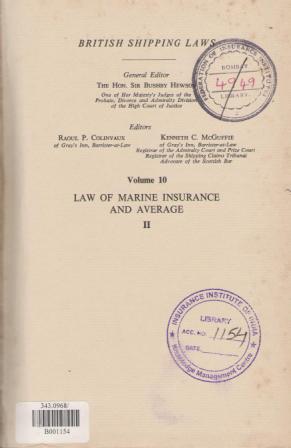 BRITISH SHIPPING LAWS
General Editor
THE HON. SIR BUSHBY HEWSON
One of Her Majesty's Judges of the
Probate, Divorce and Admiralty Division
of the High Court of Justice
FEDERATION OF INSURANCE INSTITUTES
BOMBAY
4949
LIBRARY
Editors
RAOUL P. COLINVAUX
of Gray's Inn, Barrister-at-Law
KENNETH C. McGUFFIE
of Gray's Inn, Barrister-at-Law
Registrar of the Admiralty Court and Prize Court
Registrar of the Shipping Claims Tribunal
Advocate of the Scottish Bar
Volume 10
LAW OF MARINE INSURANCE
AND AVERAGE
II
INSURANCE INSTITUTE OF INDIA
LIBRARY
ACC. NO. 1154
DATE
Knowledge Management Centre
343.0968/
B001154